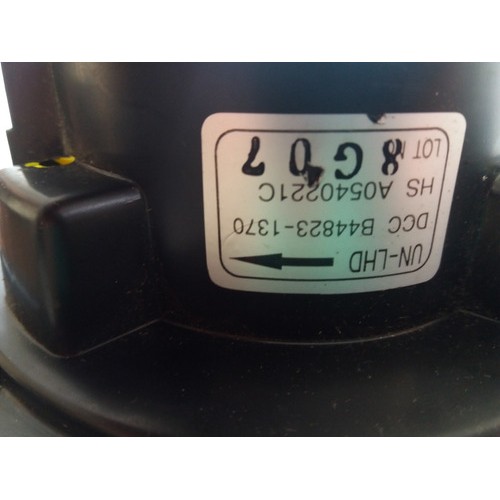 UN-LHD
DCC B44823-1370
HS A0540221C
LOT 8G07